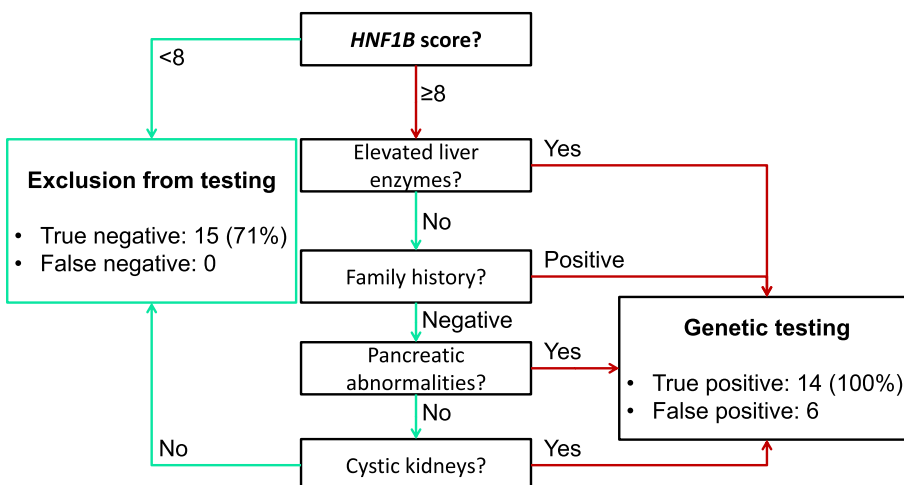 HNF1B score?
<8
≥8
Elevated liver
enzymes?
Yes
Exclusion from testing
• True negative: 15 (71%)
• False negative: 0
No
Family history?
Positive
Negative
Genetic testing
• True positive: 14 (100%)
• False positive: 6
Pancreatic
abnormalities?
Yes
No
No
Cystic kidneys?
Yes